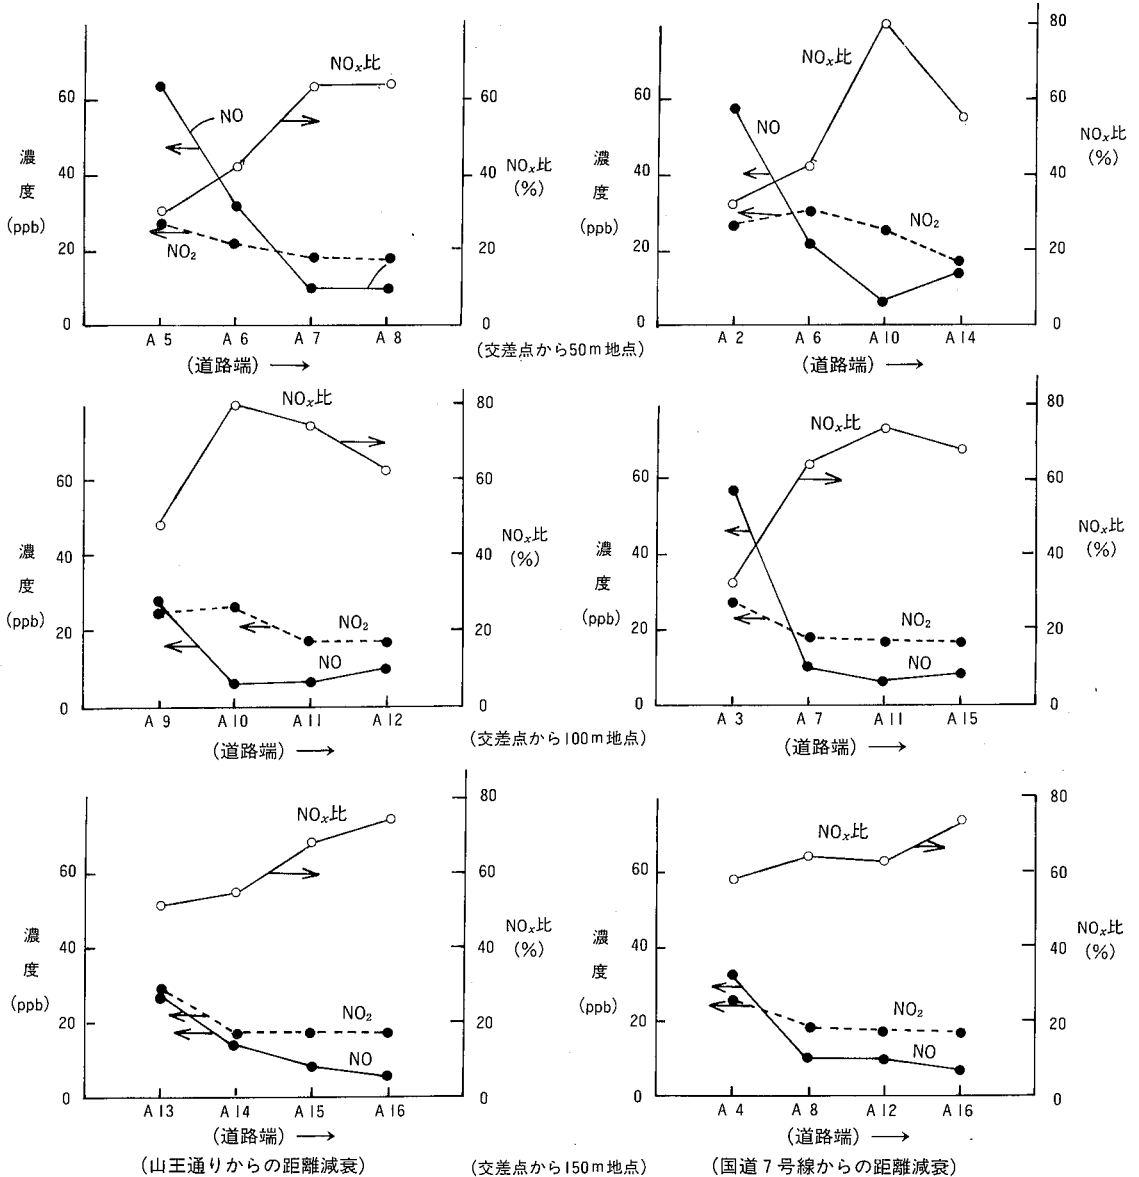 NOx比
NO
NO2
60
40
20
0
80
60
40
20
0
濃
度
(ppb)
NOx比
(%)
A 5 A 6 A 7 A 8
(道路端) →
(交差点から50m地点)
NOx比
NO
NO2
60
40
20
0
80
60
40
20
0
濃
度
(ppb)
NOx比
(%)
A 2 A 6 A 10 A 14
(道路端) →
NOx比
NO2
NO
60
40
20
0
80
60
40
20
0
濃
度
(ppb)
NOx比
(%)
A 9 A 10 A 11 A 12
(道路端) →
(交差点から100m地点)
NOx比
NO2
NO
60
40
20
0
80
60
40
20
0
濃
度
(ppb)
NOx比
(%)
A 3 A 7 A 11 A 15
(道路端) →
NOx比
NO2
NO
60
40
20
0
80
60
40
20
0
濃
度
(ppb)
NOx比
(%)
A 13 A 14 A 15 A 16
(道路端) →
(山王通りからの距離減衰)
(交差点から150m地点)
NOx比
NO2
NO
60
40
20
0
80
60
40
20
0
濃
度
(ppb)
NOx比
(%)
A 4 A 8 A 12 A 16
(道路端) →
(国道7号線からの距離減衰)